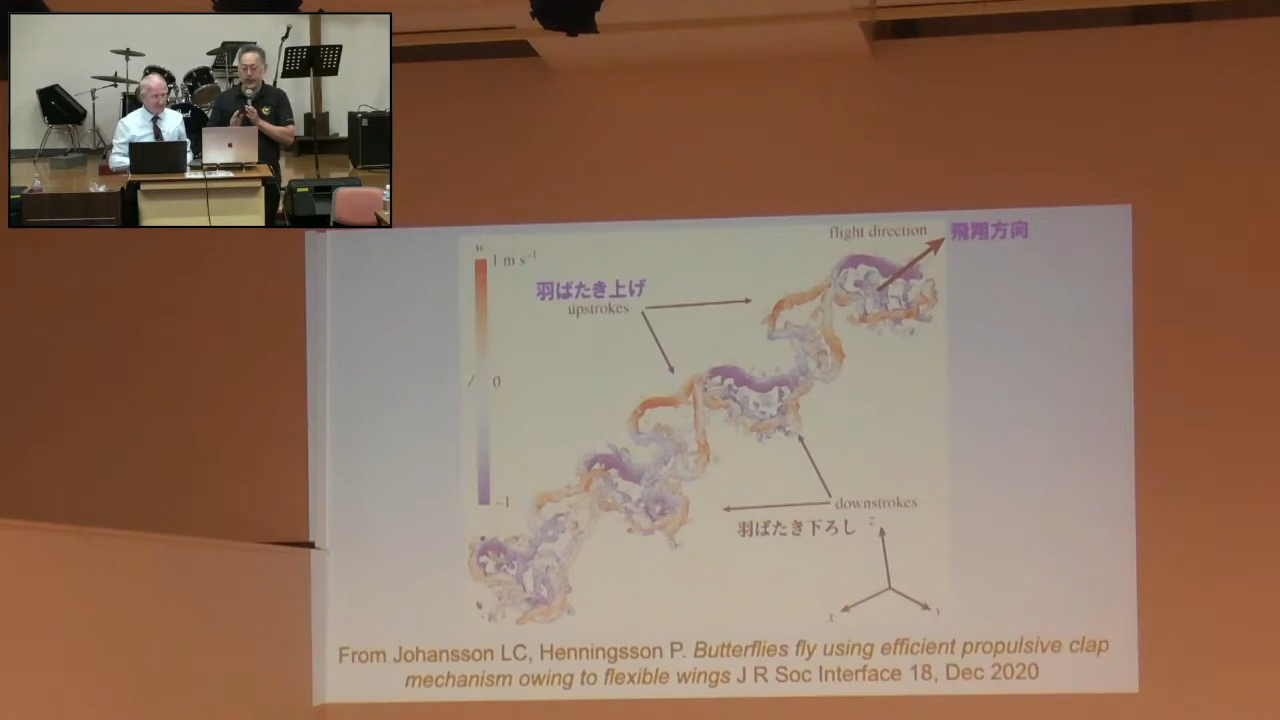 flight direction 飛翔方向
u
1 m s⁻¹
羽ばたき上げ
upstrokes
0
−1
downstrokes
羽ばたき下ろし
z
x
y
From Johansson LC, Henningsson P. Butterflies fly using efficient propulsive clap
mechanism owing to flexible wings J R Soc Interface 18, Dec 2020